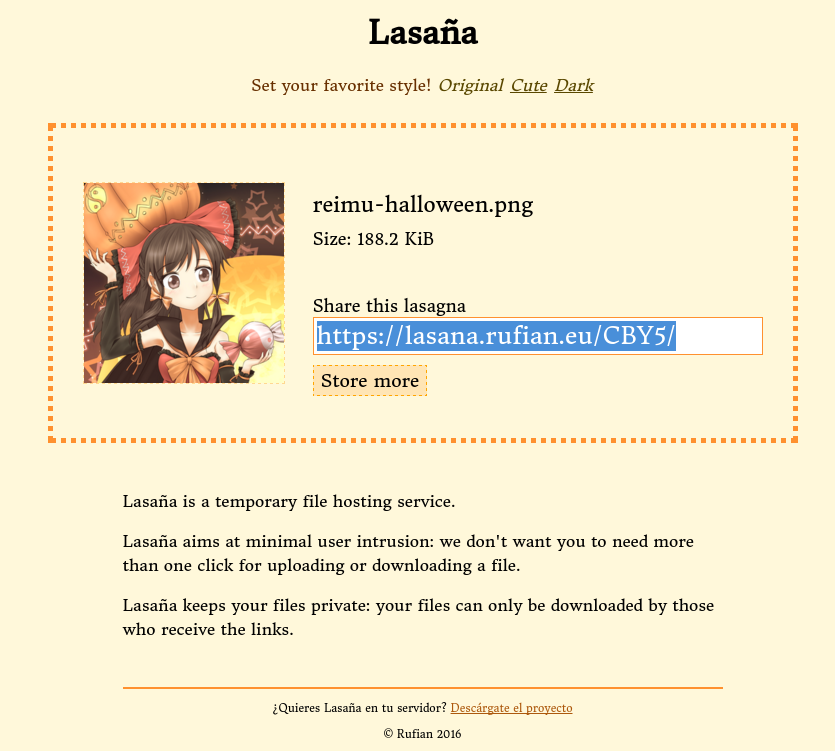 Lasaña
Set your favorite style! Original Cute Dark
reimu-halloween.png
Size: 188.2 KiB
Share this lasagna
https://lasana.rufian.eu/CBY5/
Store more
Lasaña is a temporary file hosting service.
Lasaña aims at minimal user intrusion: we don't want you to need more
than one click for uploading or downloading a file.
Lasaña keeps your files private: your files can only be downloaded by those
who receive the links.
¿Quieres Lasaña en tu servidor? Descárgate el proyecto
© Rufian 2016